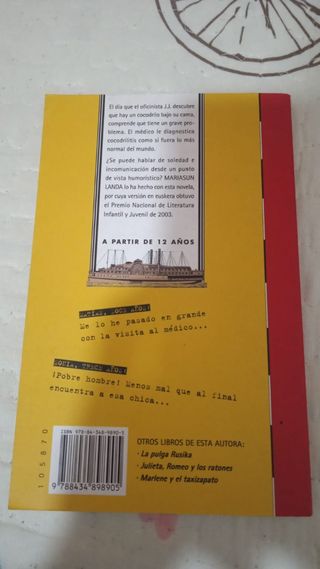 El día que el oficinista J.J. descubre
que hay un cocodrilo bajo su cama,
comprende que tiene un grave pro-
blema. El médico le diagnostica
cocodrilitis como si fuera lo más
normal del mundo.
¿Se puede hablar de soledad e
incomunicación desde un punto
de vista humorístico? MARIASUN
LANDA lo ha hecho con esta novela,
por cuya versión en euskera obtuvo
el Premio Nacional de Literatura
Infantil y Juvenil de 2003.
A PARTIR DE 12 AÑOS
MATÍAS, DOCE AÑOS:
Me lo he pasado en grande
con la visita al médico...
SOFÍA, TRECE AÑOS:
¡Pobre hombre! Menos mal que al final
encuentra a esa chica...
105870
ISBN 978-84-348-9890-5
9 788434 898905
OTROS LIBROS DE ESTA AUTORA:
· La pulga Rusika
· Julieta, Romeo y los ratones
· Marlene y el taxizapato